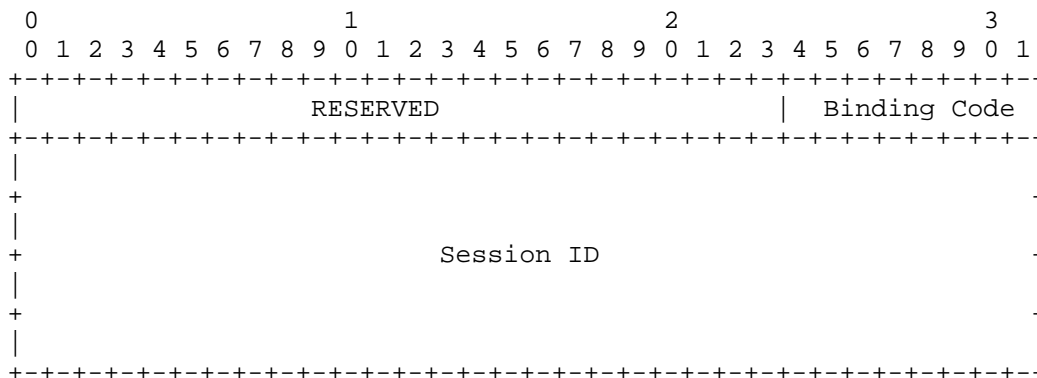 0                   1                   2                   3
 0 1 2 3 4 5 6 7 8 9 0 1 2 3 4 5 6 7 8 9 0 1 2 3 4 5 6 7 8 9 0 1
+-+-+-+-+-+-+-+-+-+-+-+-+-+-+-+-+-+-+-+-+-+-+-+-+-+-+-+-+-+-+-+--
|                  RESERVED                     |  Binding Code
+-+-+-+-+-+-+-+-+-+-+-+-+-+-+-+-+-+-+-+-+-+-+-+-+-+-+-+-+-+-+-+--
|
+                                                               -
|
+                          Session ID                           -
|
+                                                               -
|
+-+-+-+-+-+-+-+-+-+-+-+-+-+-+-+-+-+-+-+-+-+-+-+-+-+-+-+-+-+-+-+--